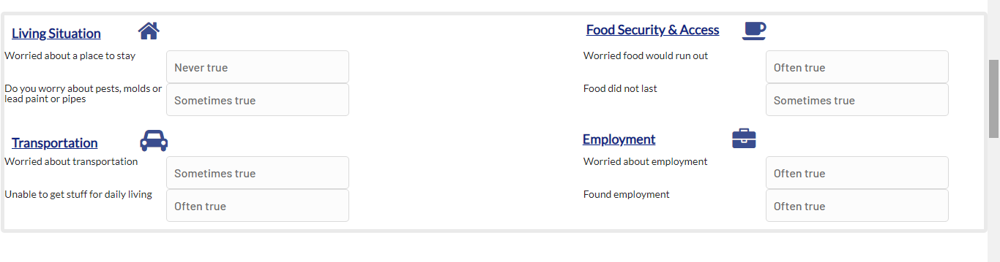 Living Situation
Worried about a place to stay
Never true
Do you worry about pests, molds or
lead paint or pipes
Sometimes true
Food Security & Access
Worried food would run out
Often true
Food did not last
Sometimes true
Transportation
Worried about transportation
Sometimes true
Unable to get stuff for daily living
Often true
Employment
Worried about employment
Often true
Found employment
Often true